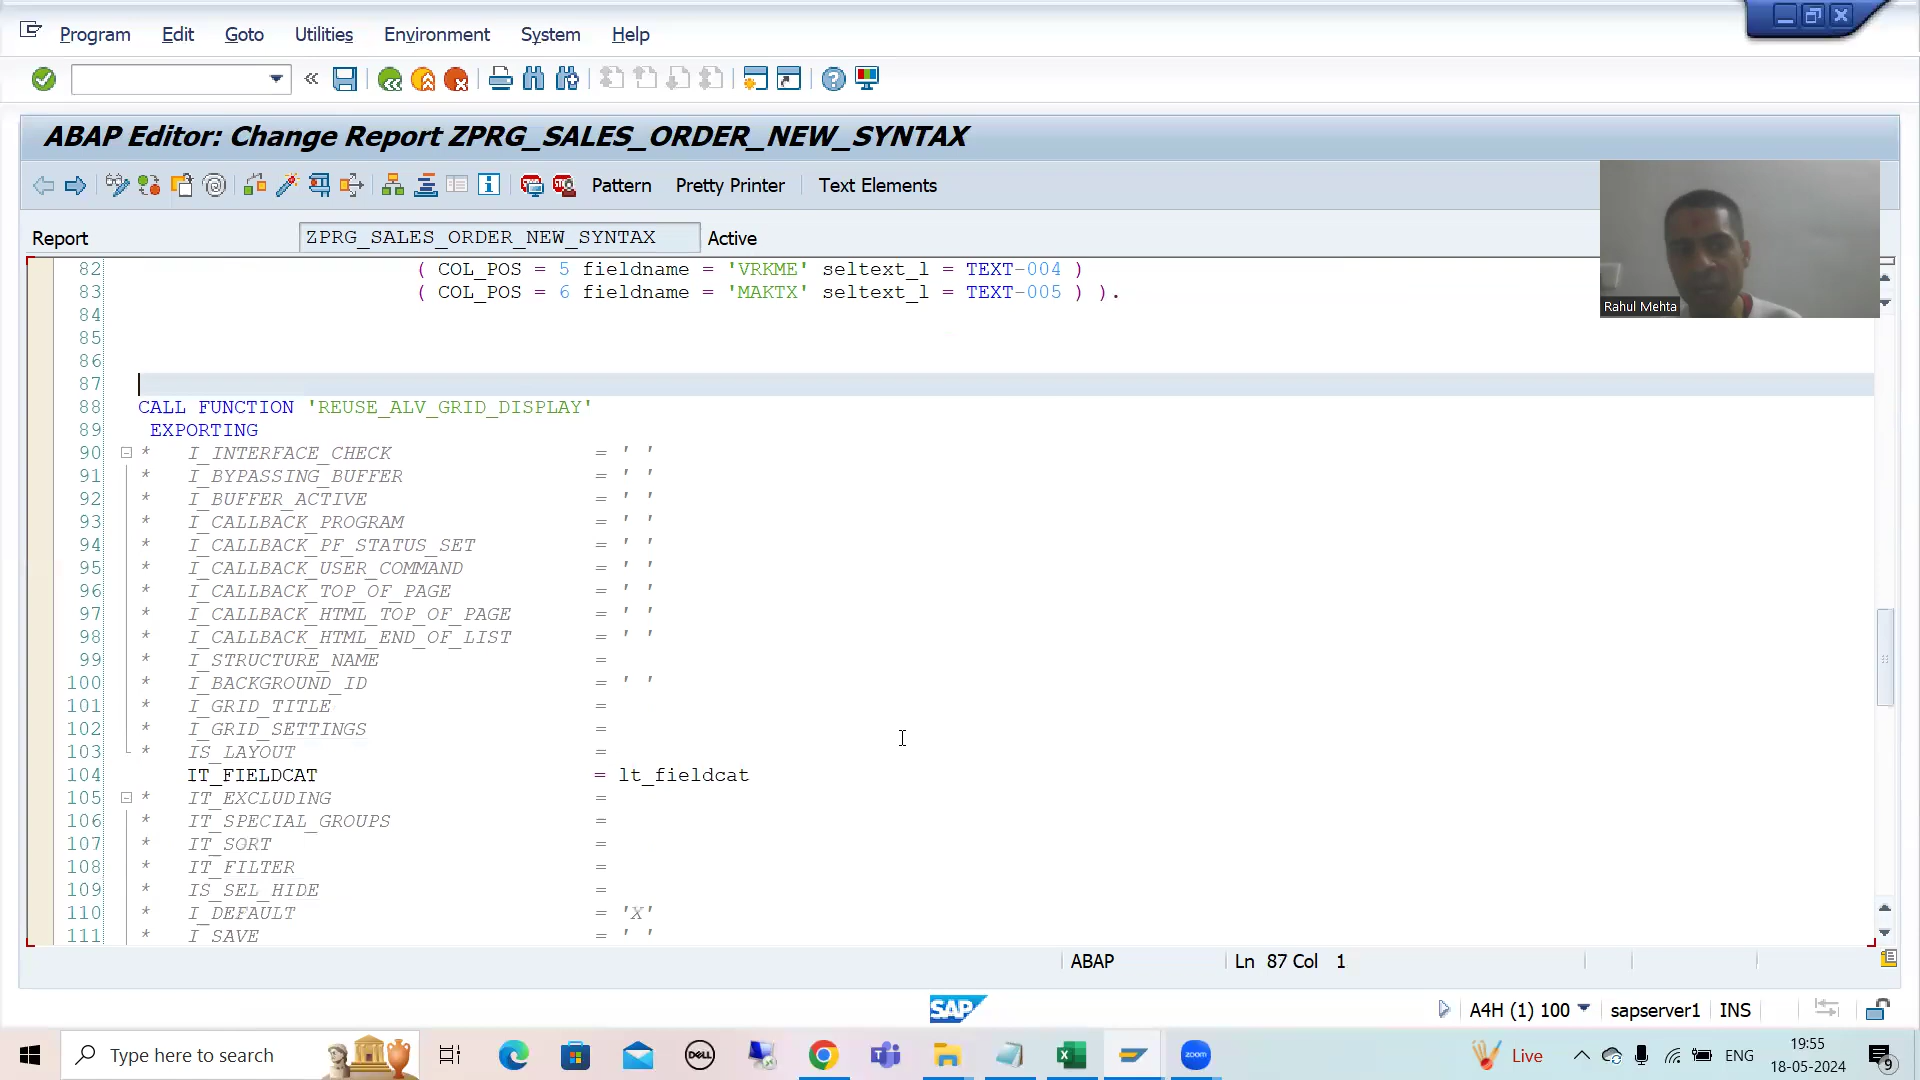 Program Edit Goto Utilities Environment System Help
ABAP Editor: Change Report ZPRG_SALES_ORDER_NEW_SYNTAX
Pattern Pretty Printer Text Elements
Report ZPRG_SALES_ORDER_NEW_SYNTAX Active
Rahul Mehta
82 ( COL_POS = 5 fieldname = 'VRKME' seltext_l = TEXT-004 )
83 ( COL_POS = 6 fieldname = 'MAKTX' seltext_l = TEXT-005 ) ).
84
85
86
87
88 CALL FUNCTION 'REUSE_ALV_GRID_DISPLAY'
89 EXPORTING
90 * I_INTERFACE_CHECK = ' '
91 * I_BYPASSING_BUFFER = ' '
92 * I_BUFFER_ACTIVE = ' '
93 * I_CALLBACK_PROGRAM = ' '
94 * I_CALLBACK_PF_STATUS_SET = ' '
95 * I_CALLBACK_USER_COMMAND = ' '
96 * I_CALLBACK_TOP_OF_PAGE = ' '
97 * I_CALLBACK_HTML_TOP_OF_PAGE = ' '
98 * I_CALLBACK_HTML_END_OF_LIST = ' '
99 * I_STRUCTURE_NAME =
100 * I_BACKGROUND_ID = ' '
101 * I_GRID_TITLE =
102 * I_GRID_SETTINGS =
103 * IS_LAYOUT =
104 IT_FIELDCAT = lt_fieldcat
105 * IT_EXCLUDING =
106 * IT_SPECIAL_GROUPS =
107 * IT_SORT =
108 * IT_FILTER =
109 * IS_SEL_HIDE =
110 * I_DEFAULT = 'X'
111 * I_SAVE = ' '
ABAP Ln 87 Col 1
SAP A4H (1) 100 sapserver1 INS
Type here to search DELL zoom Live ENG 19:55
18-05-2024 9